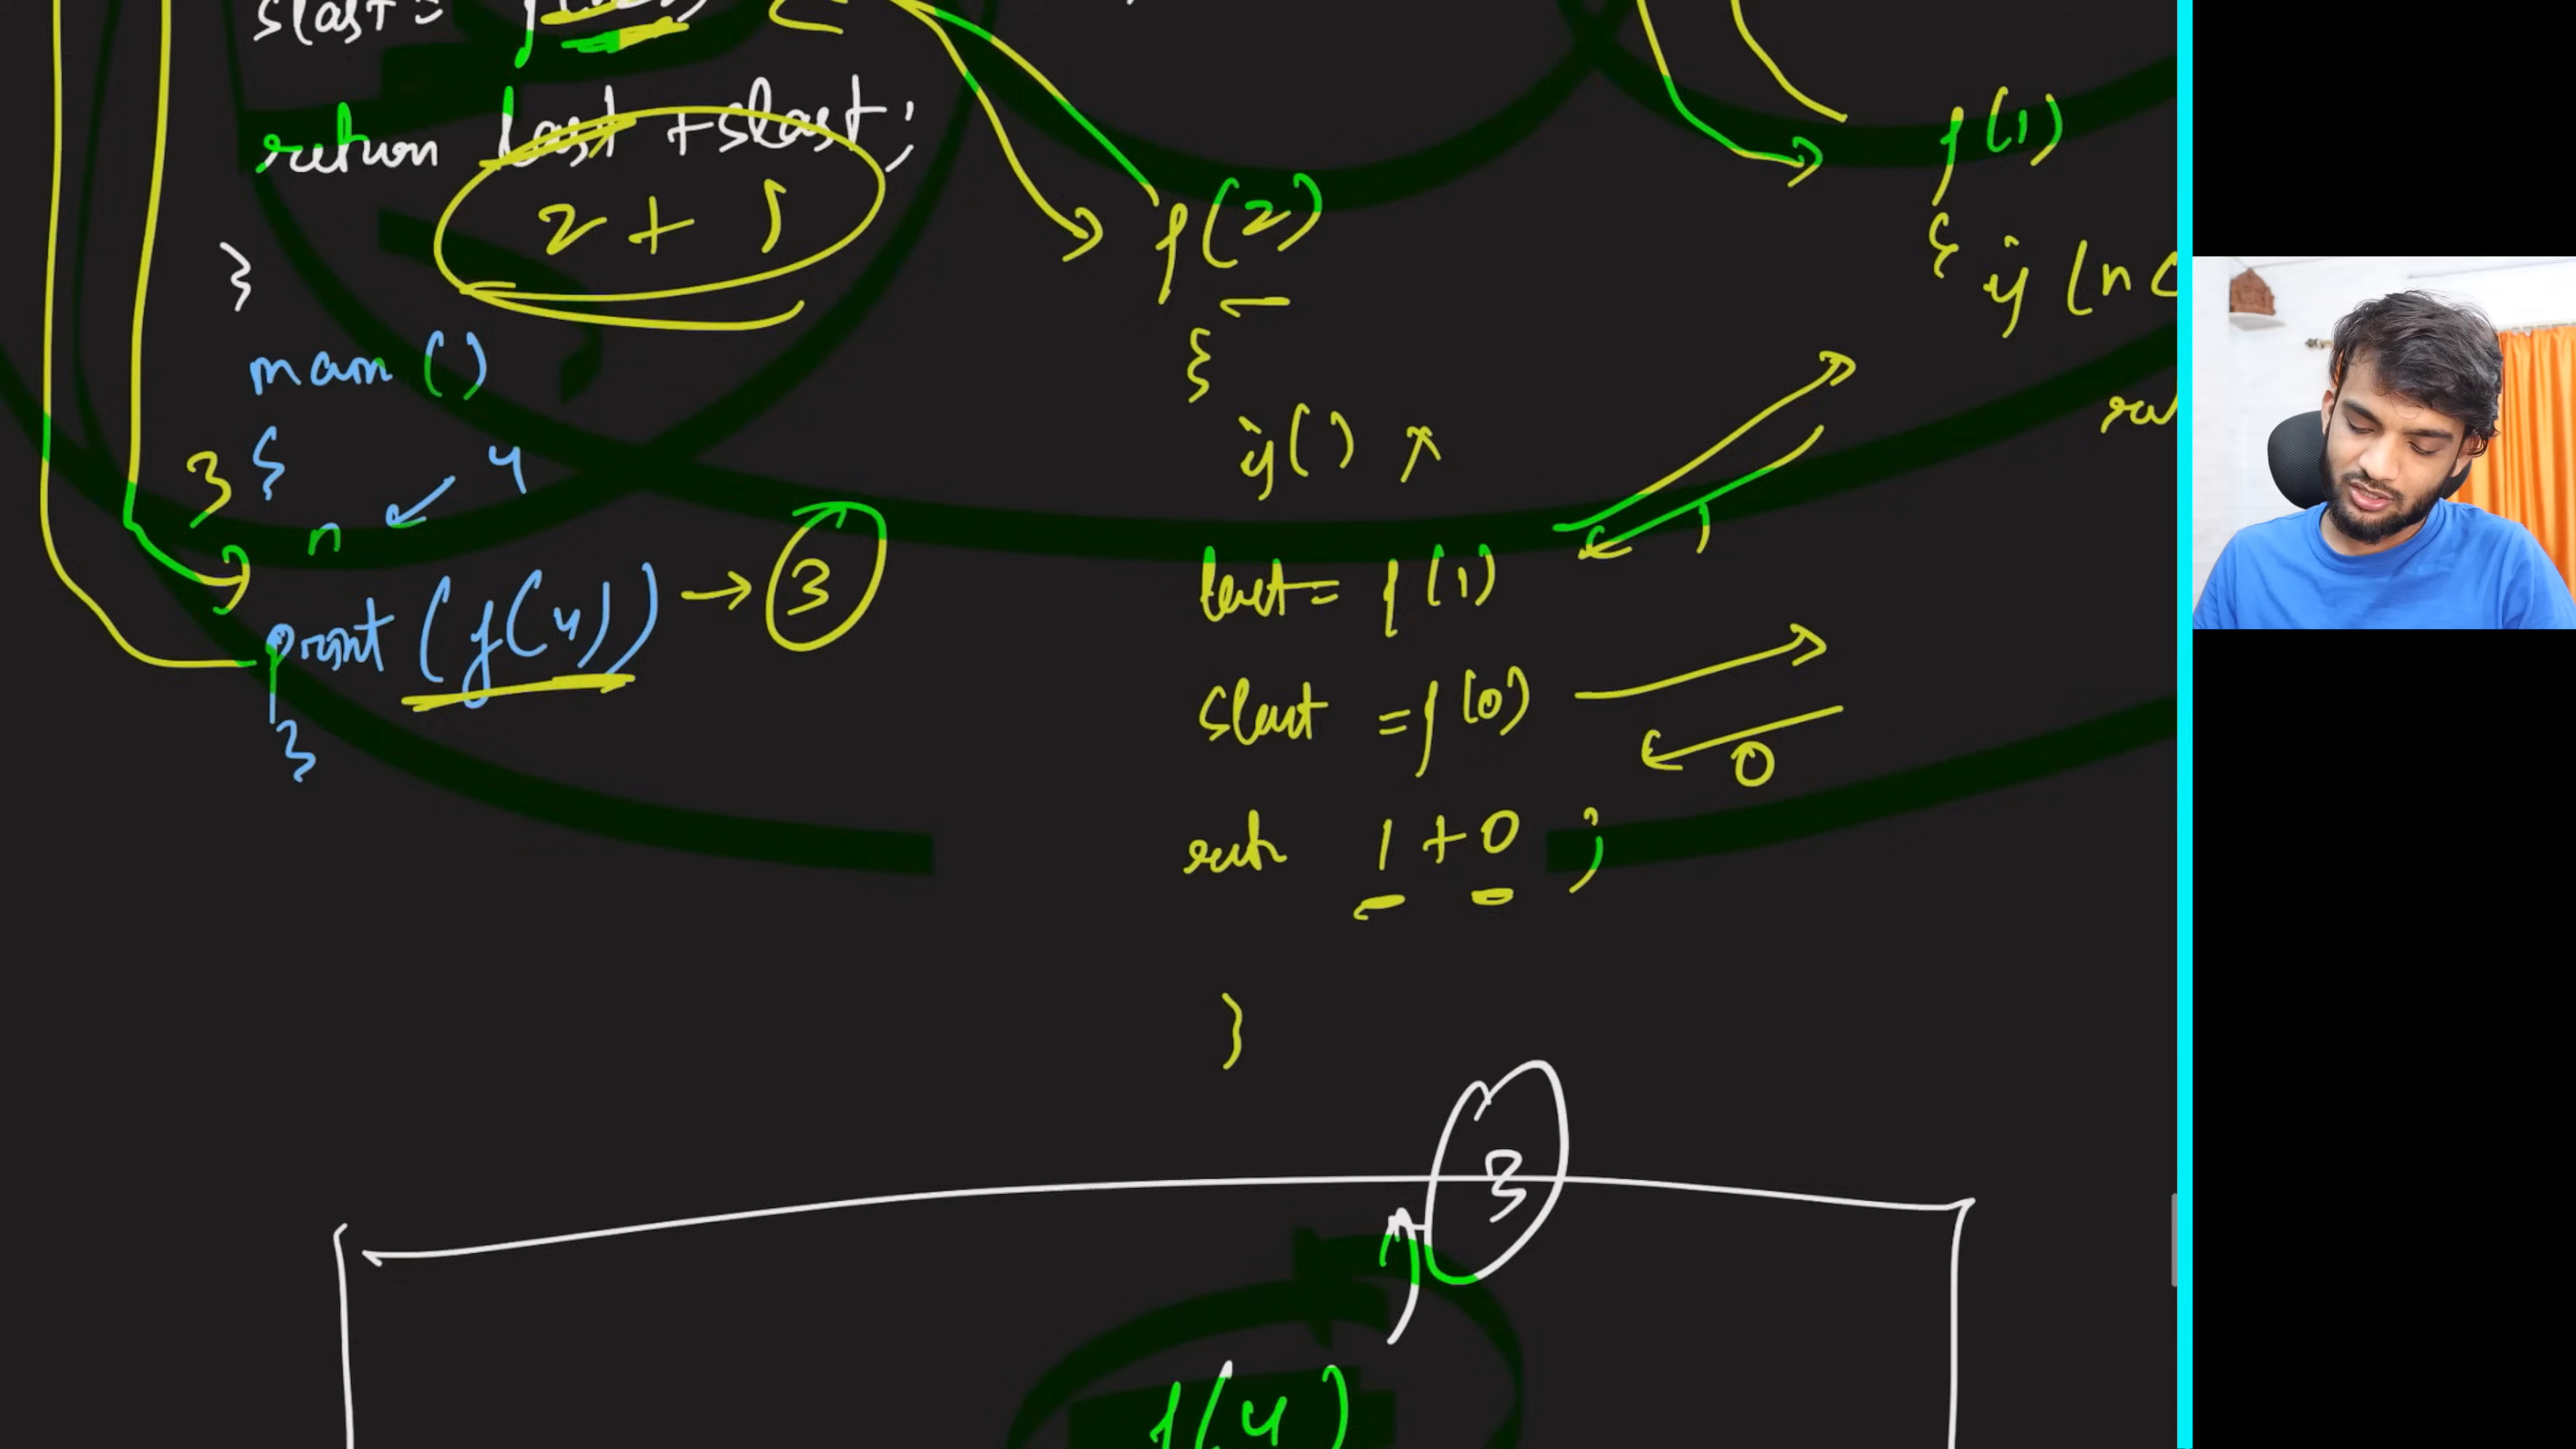 slast =
return last + slast;
2 + 1
}
main ()
{
3
4
n
print (f(4)) → 3
}
f(2)
{
if() x
last = f(1)
1
slast = f(0)
0
1 + 0 ;
}
f(1)
{ if (n
3
f(4)